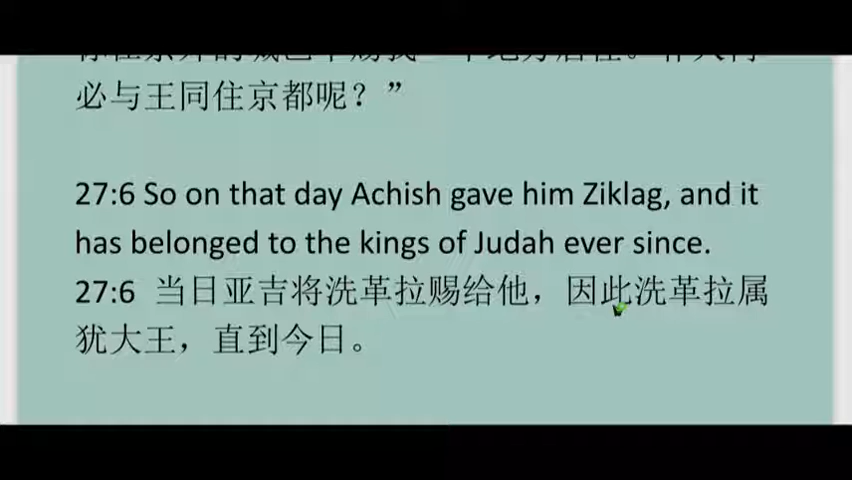 必与王同住京都呢？”
27:6 So on that day Achish gave him Ziklag, and it
has belonged to the kings of Judah ever since.
27:6 当日亚吉将洗革拉赐给他，因此洗革拉属
犹大王，直到今日。